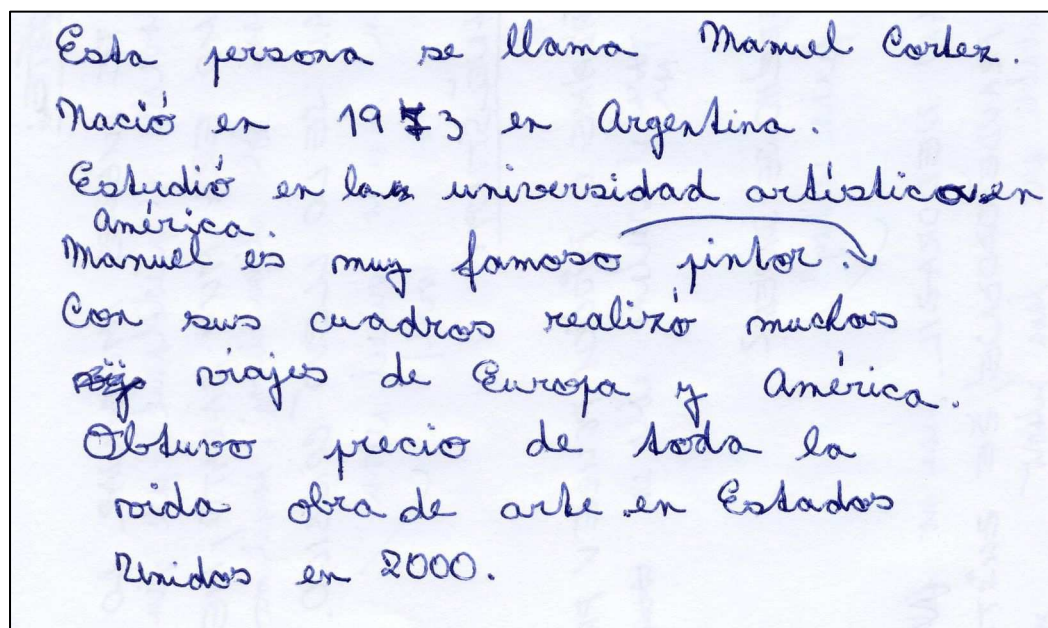 Esta persona se llama Manuel Cortez.
Nació en 1973 en Argentina.
Estudió en la universidad artística en
América.
Manuel es muy famoso pintor.
Con sus cuadros realizó muchas
viajes de Europa y América.
Obtuvo precio de toda la
vida obra de arte en Estados
Unidos en 2000.